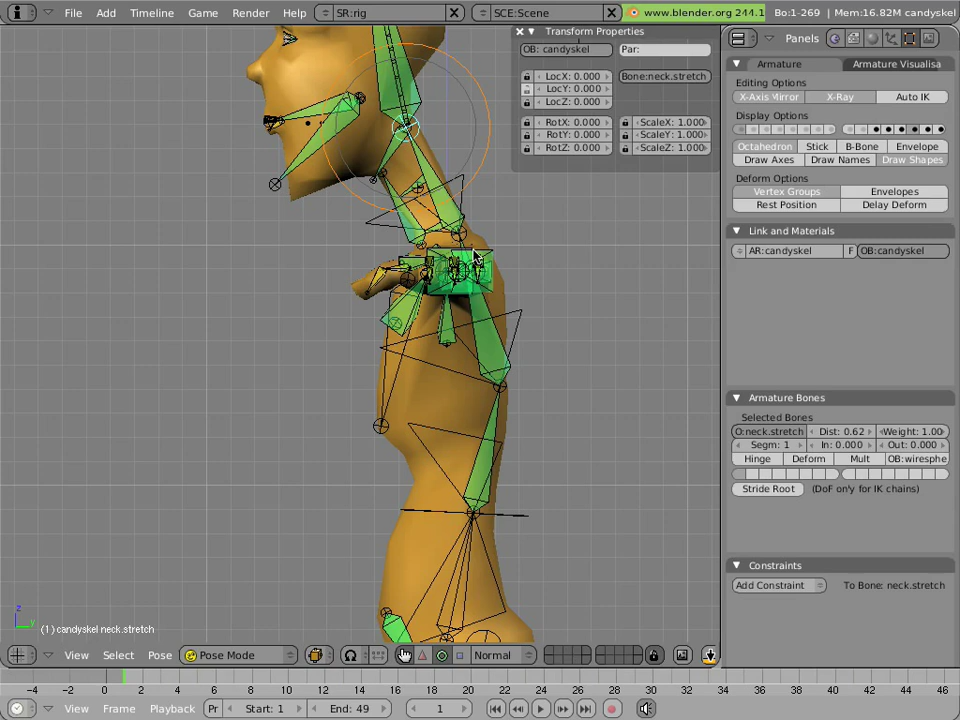 File Add Timeline Game Render Help SR:rig SCE:Scene www.blender.org 244.1 Bo:1-269 | Mem:16.82M candyskel
Transform Properties
OB: candyskel Par:
LocX: 0.000 Bone:neck.stretch
LocY: 0.000
LocZ: 0.000
RotX: 0.000 ScaleX: 1.000
RotY: 0.000 ScaleY: 1.000
RotZ: 0.000 ScaleZ: 1.000
Panels
Armature Armature Visualisa
Editing Options
X-Axis Mirror X-Ray Auto IK
Display Options
Octahedron Stick B-Bone Envelope
Draw Axes Draw Names Draw Shapes
Deform Options
Vertex Groups Envelopes
Rest Position Delay Deform
Link and Materials
AR:candyskel F OB:candyskel
Armature Bones
Selected Bones
O:neck.stretch Dist: 0.62 Weight: 1.00
Segm: 1 In: 0.000 Out: 0.000
Hinge Deform Mult OB:wiresphe
Stride Root (DoF only for IK chains)
Constraints
Add Constraint To Bone: neck.stretch
z
y
(1) candyskel neck.stretch
View Select Pose Pose Mode Normal
-4 -2 0 2 4 6 8 10 12 14 16 18 20 22 24 26 28 30 32 34 36 38 40 42 44 46
View Frame Playback Pr Start: 1 End: 49 1